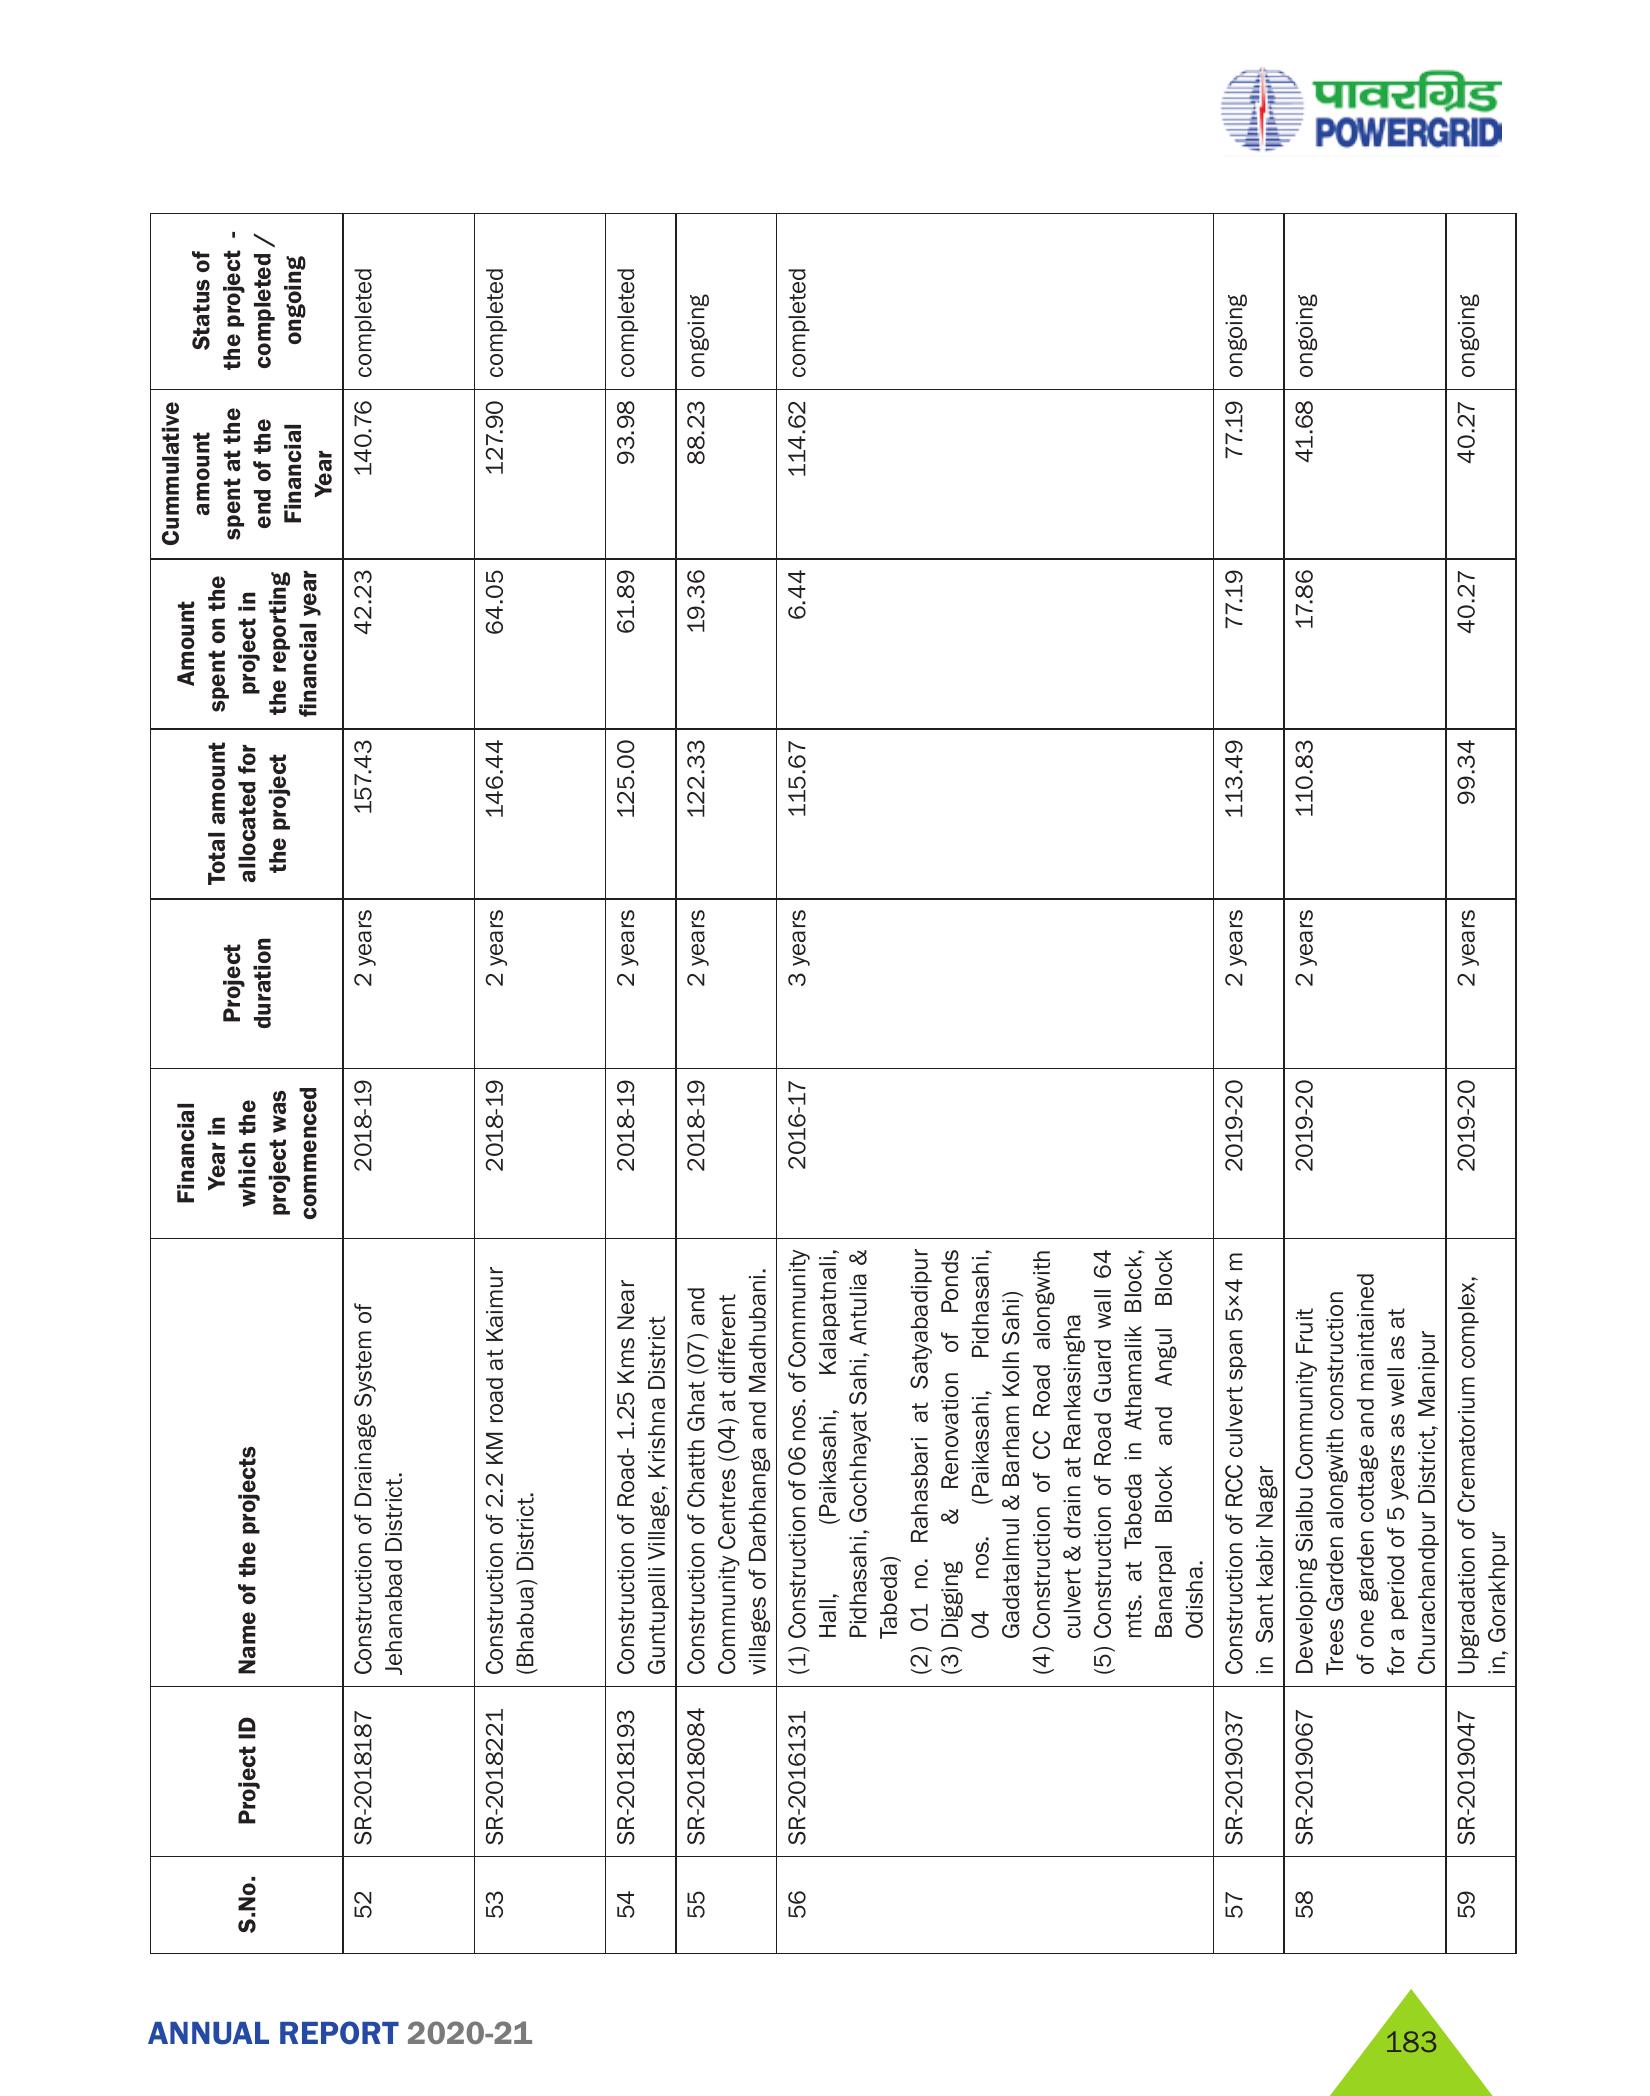 पावरग्रिड
POWERGRID
S.No.
Project ID
Name of the projects
Financial
Year in
which the
project was
commenced
Project
duration
Total amount
allocated for
the project
Amount
spent on the
project in
the reporting
financial year
Cummulative
amount
spent at the
end of the
Financial
Year
Status of
the project -
completed /
ongoing
52
SR-2018187
Construction of Drainage System of
Jehanabad District.
2018-19
2 years
157.43
42.23
140.76
completed
53
SR-2018221
Construction of 2.2 KM road at Kaimur
(Bhabua) District.
2018-19
2 years
146.44
64.05
127.90
completed
54
SR-2018193
Construction of Road- 1.25 Kms Near
Guntupalli Village, Krishna District
2018-19
2 years
125.00
61.89
93.98
completed
55
SR-2018084
Construction of Chatth Ghat (07) and
Community Centres (04) at different
villages of Darbhanga and Madhubani.
2018-19
2 years
122.33
19.36
88.23
ongoing
56
SR-2016131
(1) Construction of 06 nos. of Community
Hall, (Paikasahi, Kalapatnali,
Pidhasahi, Gochhayat Sahi, Antulia &
Tabeda)
(2) 01 no. Rahasbari at Satyabadipur
(3) Digging & Renovation of Ponds
04 nos. (Paikasahi, Pidhasahi,
Gadatalmul & Barham Kolh Sahi)
(4) Construction of CC Road alongwith
culvert & drain at Rankasingha
(5) Construction of Road Guard wall 64
mts. at Tabeda in Athamalik Block,
Banarpal Block and Angul Block
Odisha.
2016-17
3 years
115.67
6.44
114.62
completed
57
SR-2019037
Construction of RCC culvert span 5×4 m
in Sant kabir Nagar
2019-20
2 years
113.49
77.19
77.19
ongoing
58
SR-2019067
Developing Sialbu Community Fruit
Trees Garden alongwith construction
of one garden cottage and maintained
for a period of 5 years as well as at
Churachandpur District, Manipur
2019-20
2 years
110.83
17.86
41.68
ongoing
59
SR-2019047
Upgradation of Crematorium complex,
in, Gorakhpur
2019-20
2 years
99.34
40.27
40.27
ongoing
ANNUAL REPORT 2020-21
183